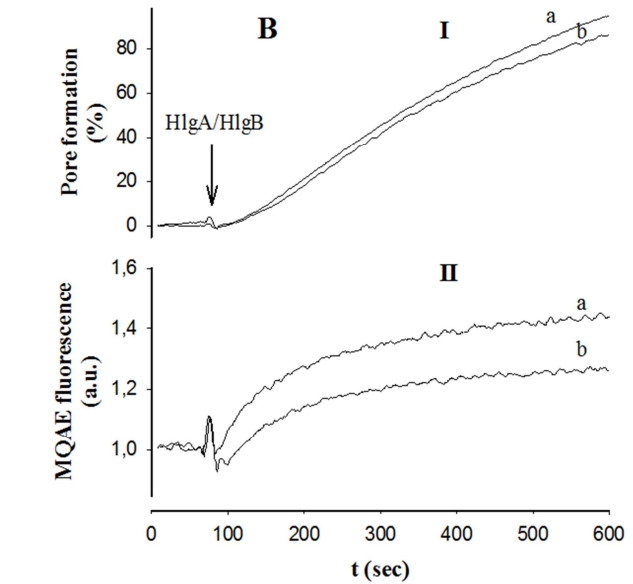 B
I
a
b
80
60
40
20
0
Pore formation
(%)
HlgA/HlgB
II
1,6
1,4
1,2
1,0
MQAE fluorescence
(a.u.)
a
b
0 100 200 300 400 500 600
t (sec)